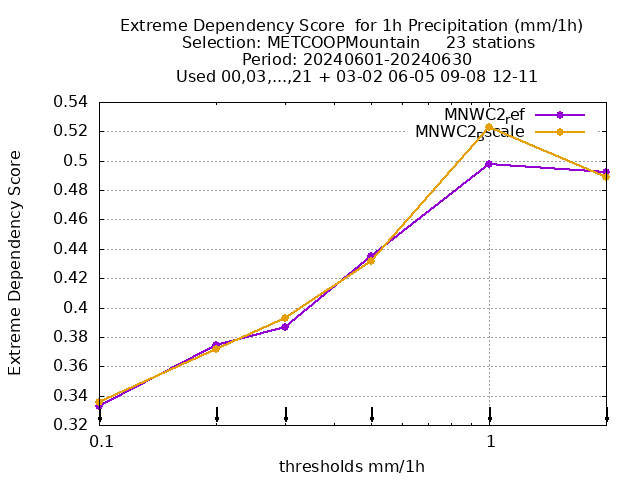 Extreme Dependency Score  for 1h Precipitation (mm/1h)
Selection: METCOOPMountain     23 stations
Period: 20240601-20240630
Used 00,03,...,21 + 03-02 06-05 09-08 12-11
MNWC2ref
MNWC2scale
Extreme Dependency Score
0.54
0.52
0.5
0.48
0.46
0.44
0.42
0.4
0.38
0.36
0.34
0.32
0.1
1
thresholds mm/1h